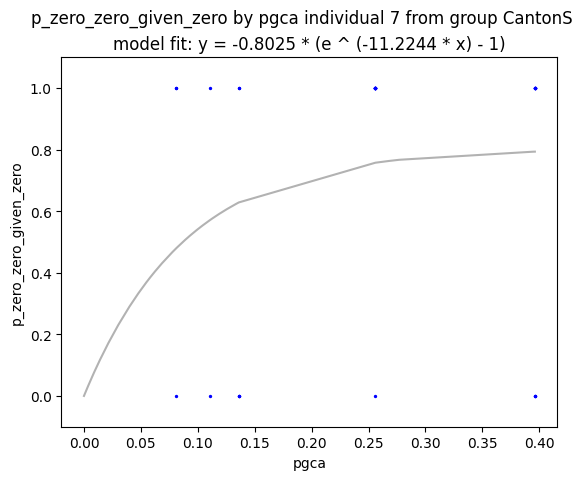 p_zero_zero_given_zero by pgca individual 7 from group CantonS
model fit: y = -0.8025 * (e ^ (-11.2244 * x) - 1)
1.0
0.8
0.6
0.4
0.2
0.0
p_zero_zero_given_zero
0.00 0.05 0.10 0.15 0.20 0.25 0.30 0.35 0.40
pgca